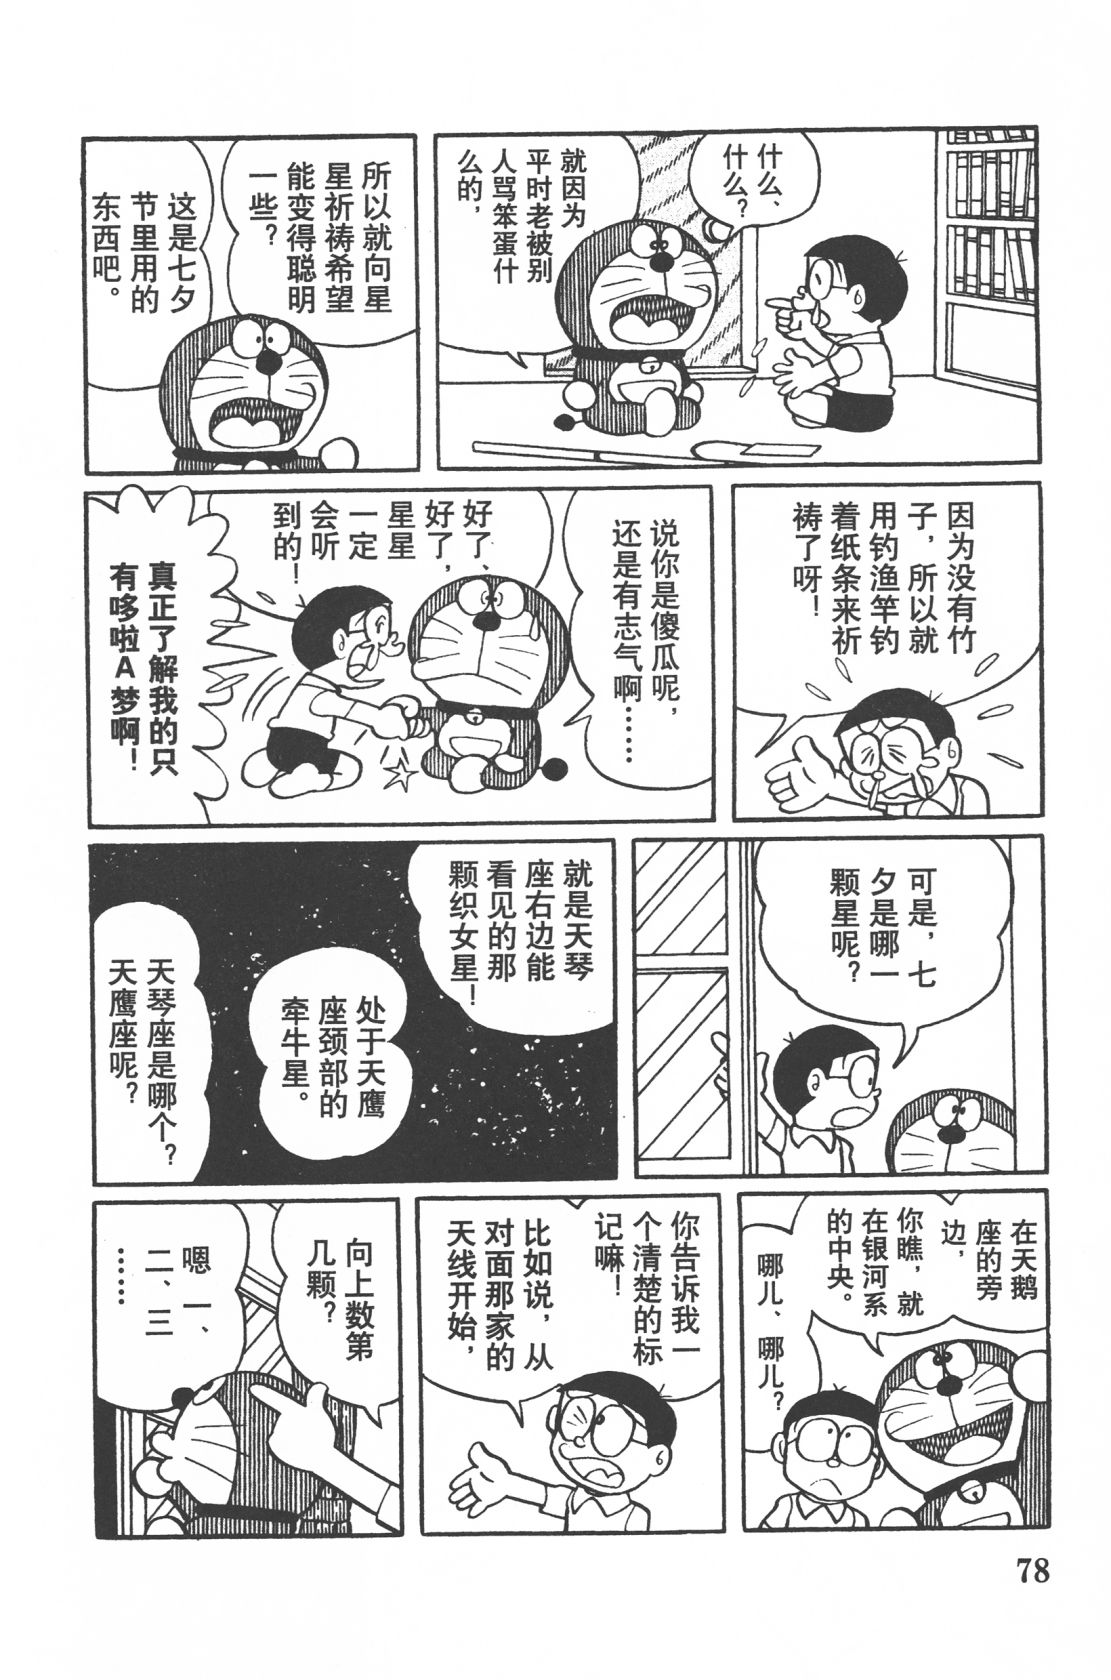 什么、
什么？
就因为
平时老被别
人骂笨蛋什
么的，
所以就向星
星祈祷希望
能变得聪明
一些？
这是七夕
节里用的
东西吧。
因为没有竹
子，所以就
用钓渔竿钓
着纸条来祈
祷了呀！
说你是傻瓜呢，
还是有志气啊……
好了、
好了，
星星
一定
会听
到的！
真正了解我的只
有哆啦A梦啊！
可是，七
夕是哪一
颗星呢？
就是天琴
座右边能
看见的那
颗织女星！
处于天鹰
座颈部的
牵牛星。
天琴座是哪个？
天鹰座呢？
在天鹅
座的旁
边，
你瞧，就
在银河系
的中央。
哪儿、哪儿？
你告诉我一
个清楚的标
记嘛！
比如说，从
对面那家的
天线开始，
向上数第
几颗？
嗯一、
二、三
……
78